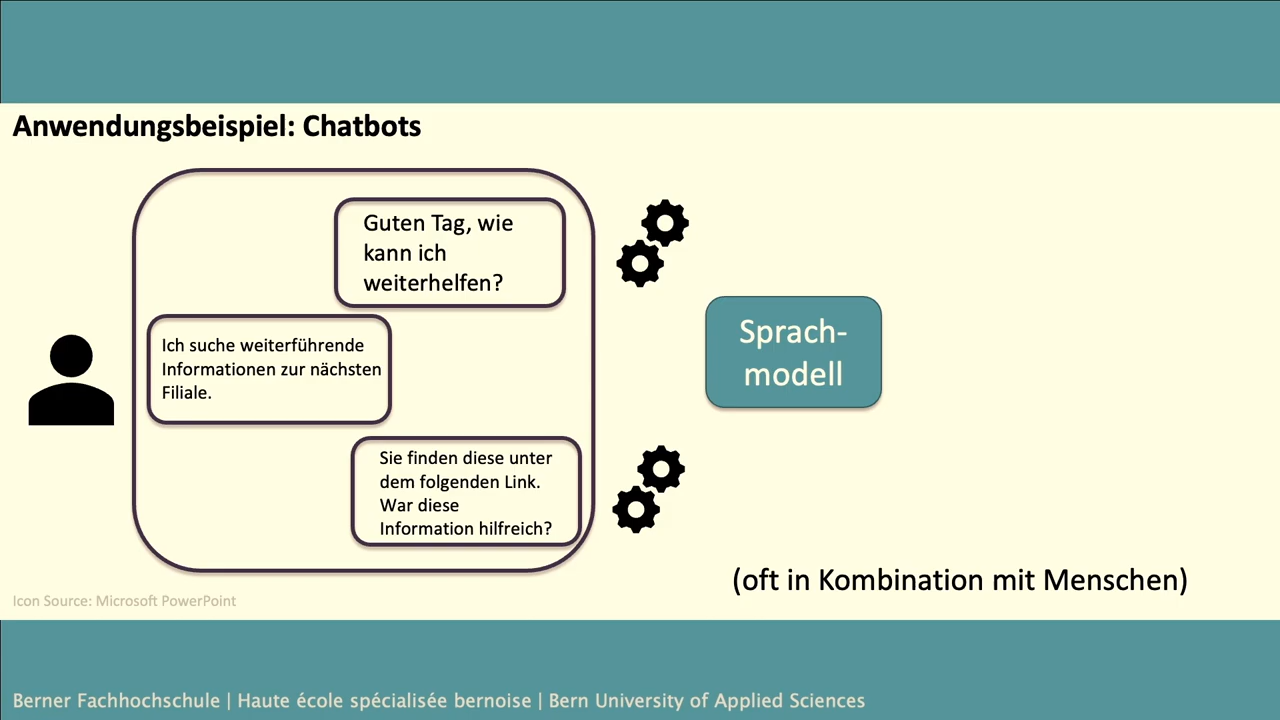 Anwendungsbeispiel: Chatbots
Guten Tag, wie
kann ich
weiterhelfen?
Ich suche weiterführende
Informationen zur nächsten
Filiale.
Sie finden diese unter
dem folgenden Link.
War diese
Information hilfreich?
Sprach-
modell
(oft in Kombination mit Menschen)
Icon Source: Microsoft PowerPoint
Berner Fachhochschule | Haute école spécialisée bernoise | Bern University of Applied Sciences